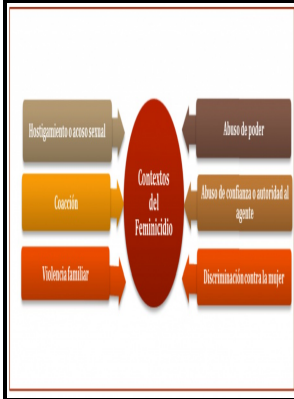 Hostigamiento o acoso sexual
Coacción
Violencia familiar
Contextos
del
Feminicidio
Abuso de poder
Abuso de confianza o autoridad al
agente
Discriminación contra la mujer